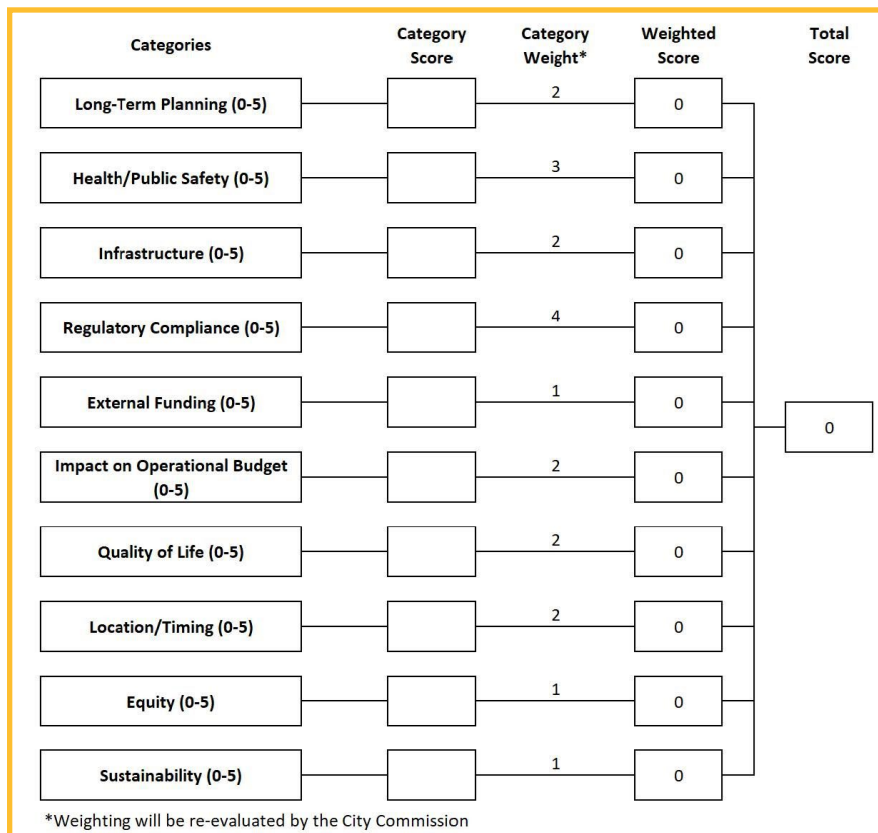 Categories
Category
Score
Category
Weight*
Weighted
Score
Total
Score
Long-Term Planning (0-5)
2
0
Health/Public Safety (0-5)
3
0
Infrastructure (0-5)
2
0
Regulatory Compliance (0-5)
4
0
External Funding (0-5)
1
0
0
Impact on Operational Budget
(0-5)
2
0
Quality of Life (0-5)
2
0
Location/Timing (0-5)
2
0
Equity (0-5)
1
0
Sustainability (0-5)
1
0
*Weighting will be re-evaluated by the City Commission